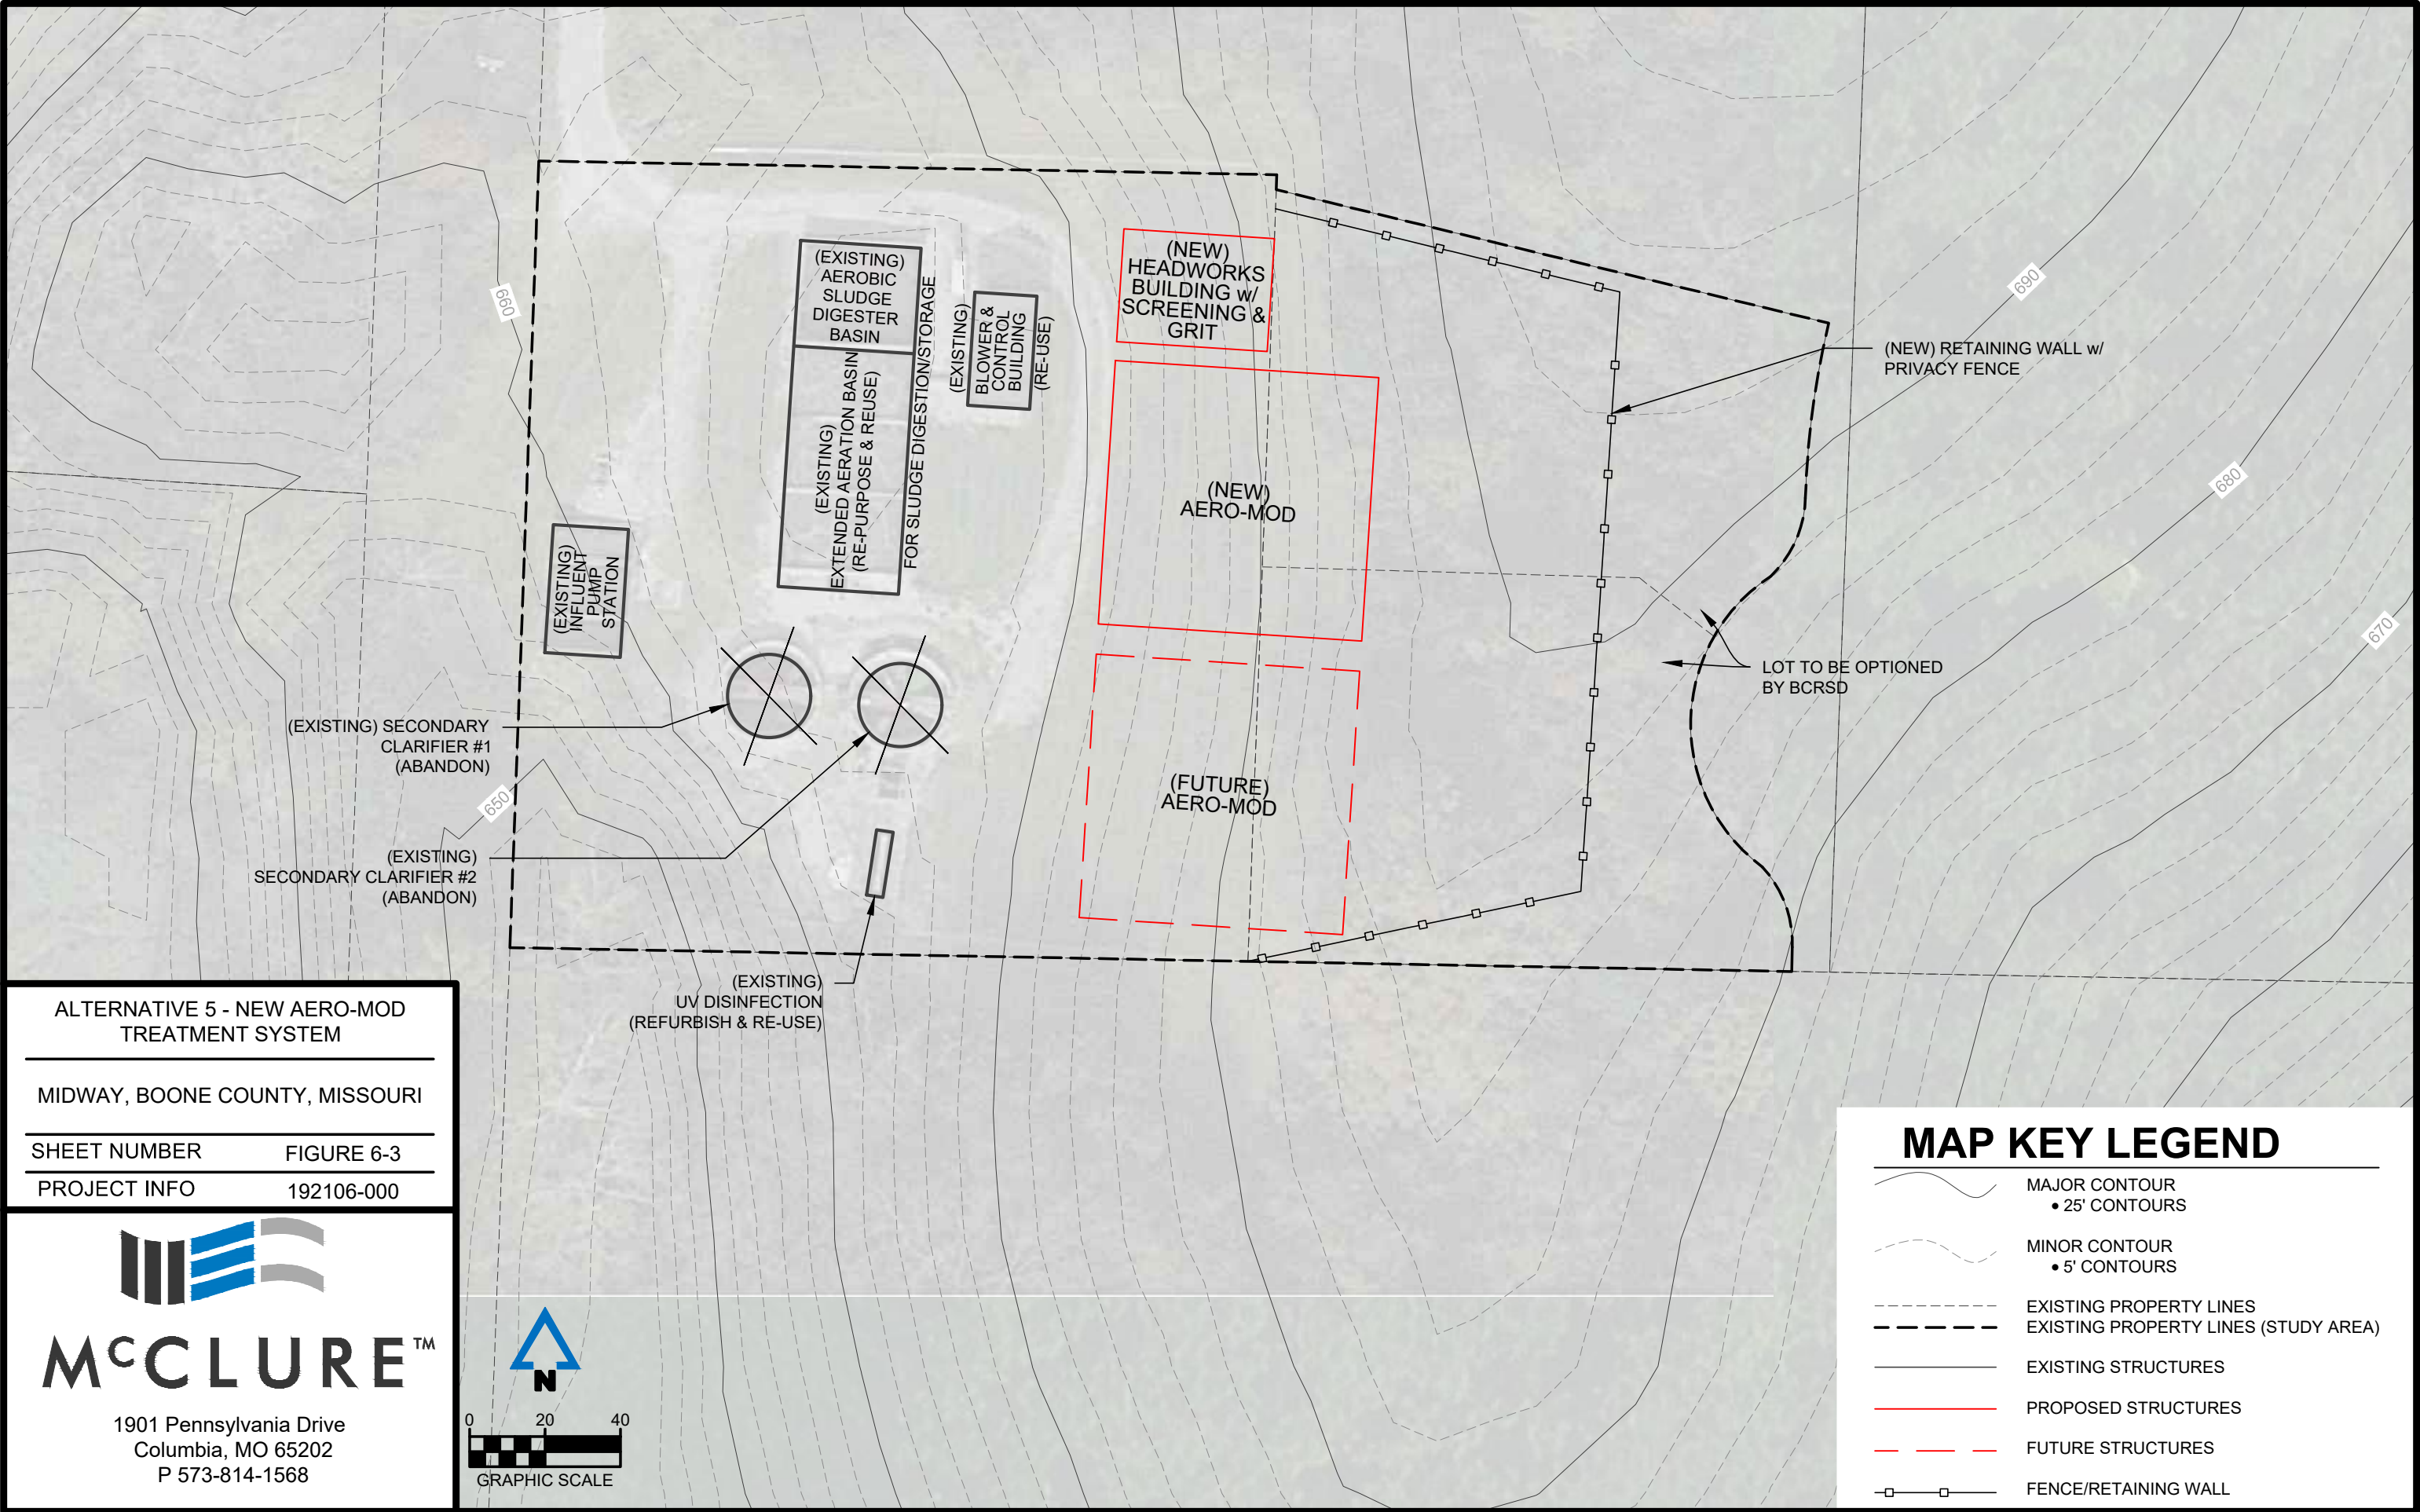 (EXISTING)
AEROBIC
SLUDGE
DIGESTER
BASIN
(EXISTING)
EXTENDED AERATION BASIN
(RE-PURPOSE & REUSE)
FOR SLUDGE DIGESTION/STORAGE
(EXISTING)
BLOWER &
CONTROL
BUILDING
(RE-USE)
(NEW)
HEADWORKS
BUILDING w/
SCREENING &
GRIT
(NEW)
AERO-MOD
(FUTURE)
AERO-MOD
(EXISTING)
INFLUENT
PUMP
STATION
(EXISTING) SECONDARY
CLARIFIER #1
(ABANDON)
(EXISTING)
SECONDARY CLARIFIER #2
(ABANDON)
(EXISTING)
UV DISINFECTION
(REFURBISH & RE-USE)
(NEW) RETAINING WALL w/
PRIVACY FENCE
LOT TO BE OPTIONED
BY BCRSD
660
650
690
680
670
ALTERNATIVE 5 - NEW AERO-MOD
TREATMENT SYSTEM
MIDWAY, BOONE COUNTY, MISSOURI
SHEET NUMBER FIGURE 6-3
PROJECT INFO 192106-000
McCLURE™
1901 Pennsylvania Drive
Columbia, MO 65202
P 573-814-1568
N
0 20 40
GRAPHIC SCALE
MAP KEY LEGEND
MAJOR CONTOUR
• 25' CONTOURS
MINOR CONTOUR
• 5' CONTOURS
EXISTING PROPERTY LINES
EXISTING PROPERTY LINES (STUDY AREA)
EXISTING STRUCTURES
PROPOSED STRUCTURES
FUTURE STRUCTURES
FENCE/RETAINING WALL